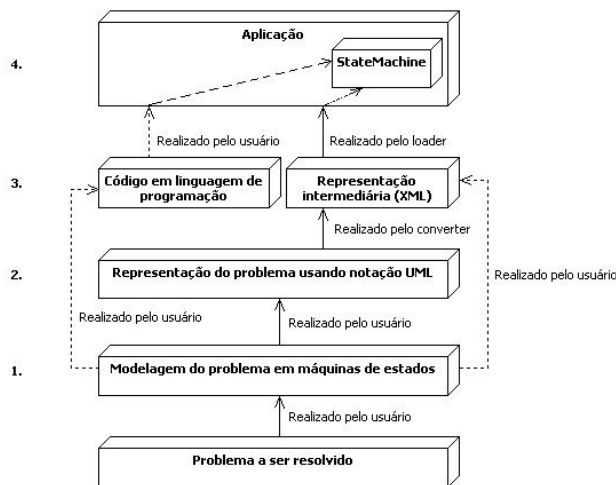 Aplicação
4.
StateMachine
Realizado pelo usuário
Realizado pelo loader
3.
Código em linguagem de
programação
Representação
intermediária (XML)
Realizado pelo converter
2.
Representação do problema usando notação UML
Realizado pelo usuário
Realizado pelo usuário
Realizado pelo usuário
1.
Modelagem do problema em máquinas de estados
Realizado pelo usuário
Problema a ser resolvido